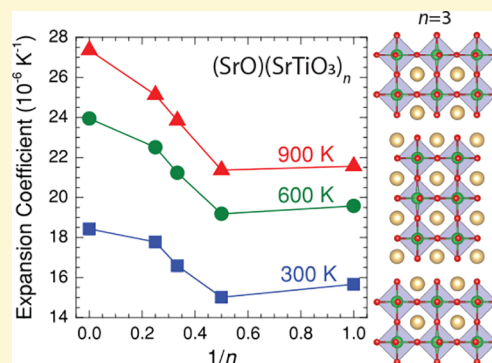 n=3
28
26
24
22
20
18
16
14
Expansion Coefficient (10⁻⁶ K⁻¹)
(SrO)(SrTiO₃)ₙ
900 K
600 K
300 K
0.0 0.2 0.4 0.6 0.8 1.0
1/n